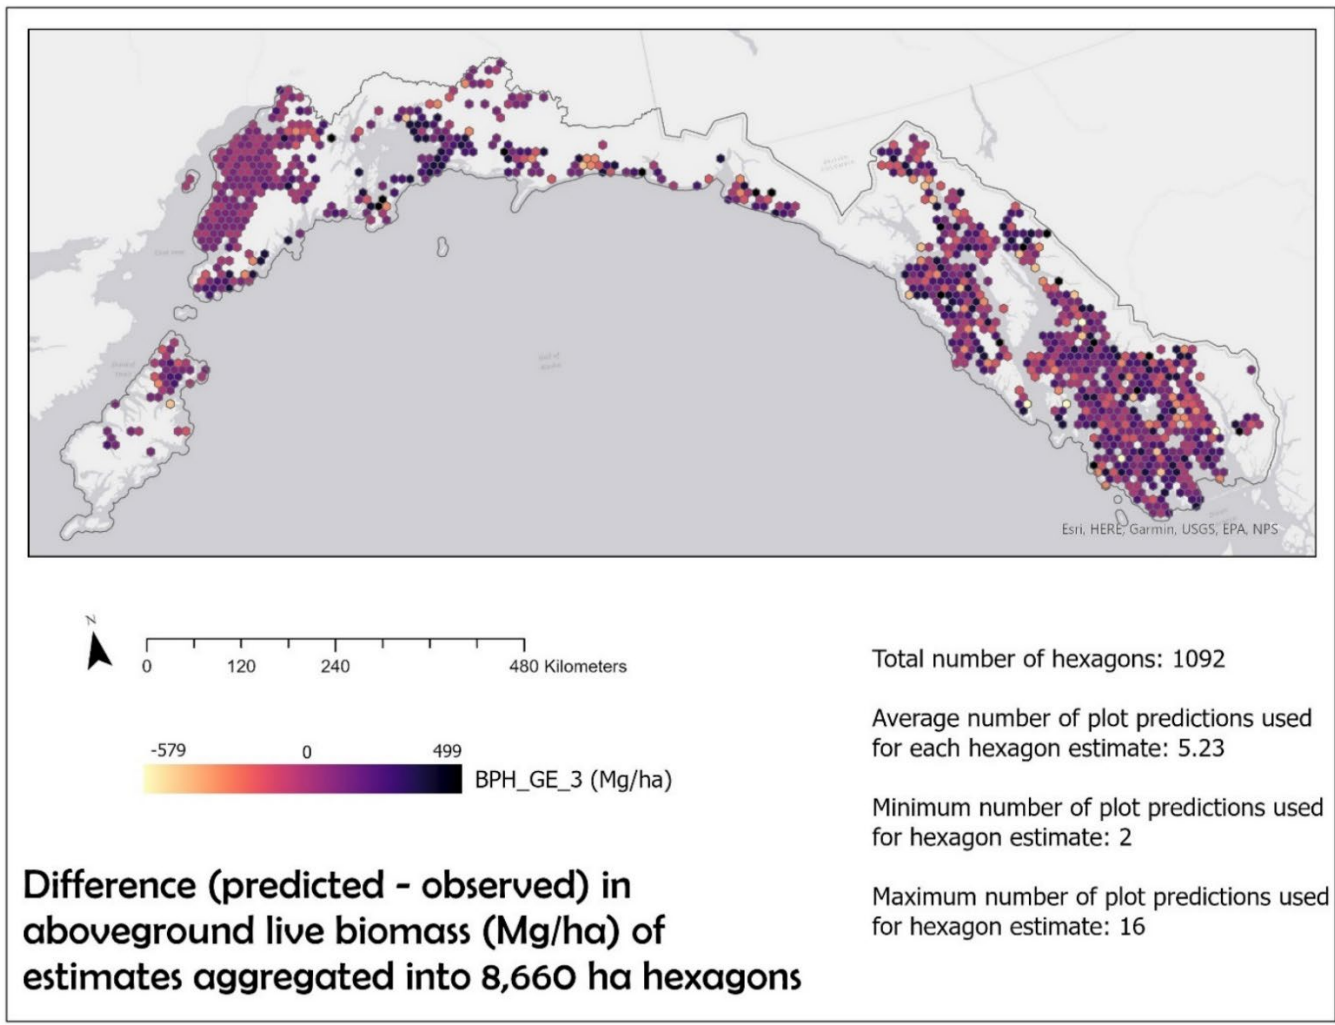 Esri, HERE, Garmin, USGS, EPA, NPS
N
0 120 240 480 Kilometers
-579 0 499
BPH_GE_3 (Mg/ha)
Difference (predicted - observed) in
aboveground live biomass (Mg/ha) of
estimates aggregated into 8,660 ha hexagons
Total number of hexagons: 1092
Average number of plot predictions used
for each hexagon estimate: 5.23
Minimum number of plot predictions used
for hexagon estimate: 2
Maximum number of plot predictions used
for hexagon estimate: 16